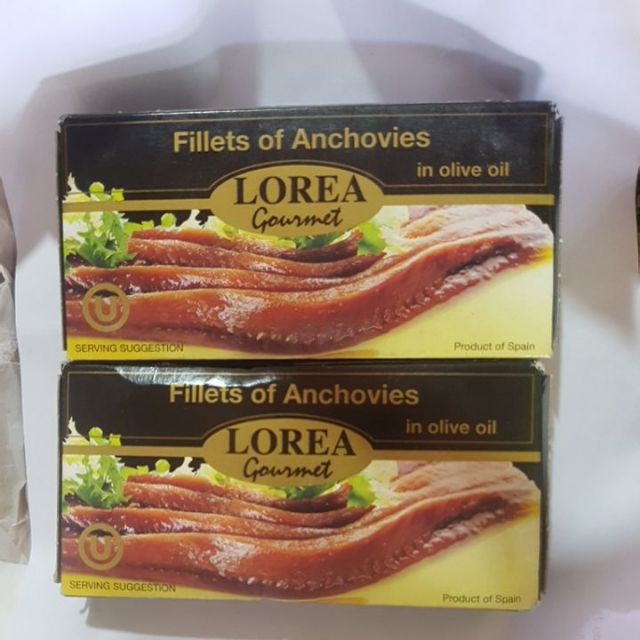 Fillets of Anchovies
in olive oil
LOREA
Gourmet
U
SERVING SUGGESTION
Product of Spain
Fillets of Anchovies
in olive oil
LOREA
Gourmet
U
SERVING SUGGESTION
Product of Spain